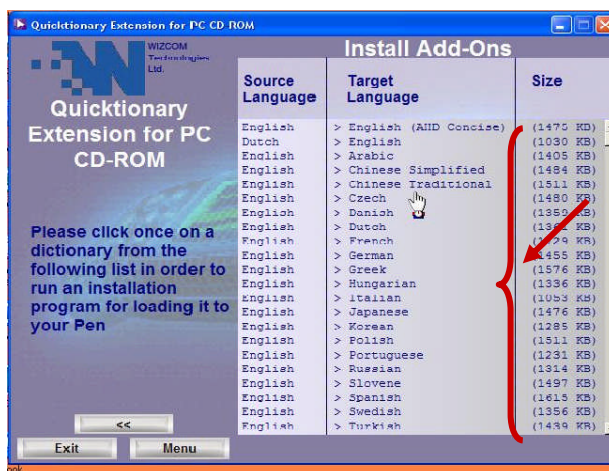 Quicktionary Extension for PC CD ROM
WIZCOM
Technologies
Ltd.
Quicktionary
Extension for PC
CD-ROM
Please click once on a
dictionary from the
following list in order to
run an installation
program for loading it to
your Pen
<<
Exit Menu
Install Add-Ons
Source Language Target Language Size
English > English (AHD Concise) (1475 KB)
Dutch > English (1030 KB)
English > Arabic (1405 KB)
English > Chinese Simplified (1484 KB)
English > Chinese Traditional (1511 KB)
English > Czech (1480 KB)
English > Danish KB)
English > Dutch KB)
English > French KB)
English > German (1455 KB)
English > Greek (1576 KB)
English > Hungarian (1336 KB)
English > Italian (1053 KB)
English > Japanese (1476 KB)
English > Korean (1285 KB)
English > Polish (1511 KB)
English > Portuguese (1231 KB)
English > Russian (1314 KB)
English > Slovene (1497 KB)
English > Spanish (1615 KB)
English > Swedish (1356 KB)
English > Turkish (1439 KB)